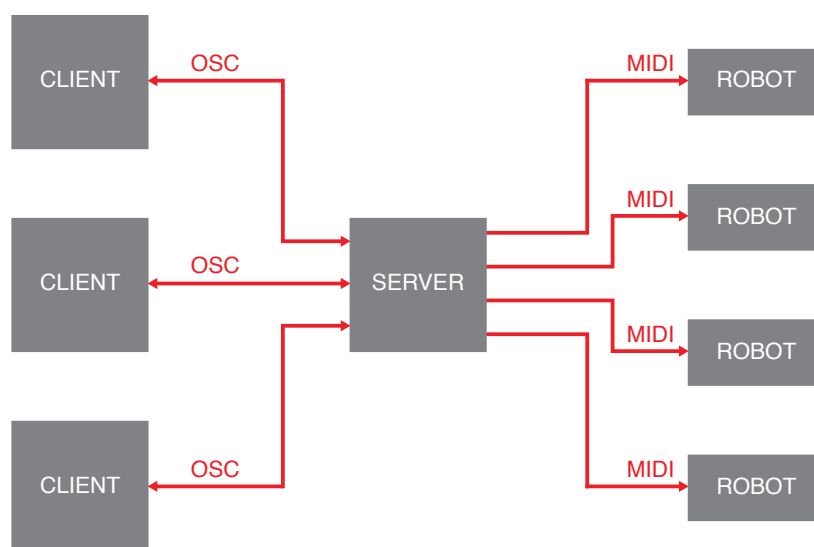 CLIENT
OSC
MIDI
ROBOT
MIDI
ROBOT
CLIENT
OSC
SERVER
MIDI
ROBOT
CLIENT
OSC
MIDI
ROBOT